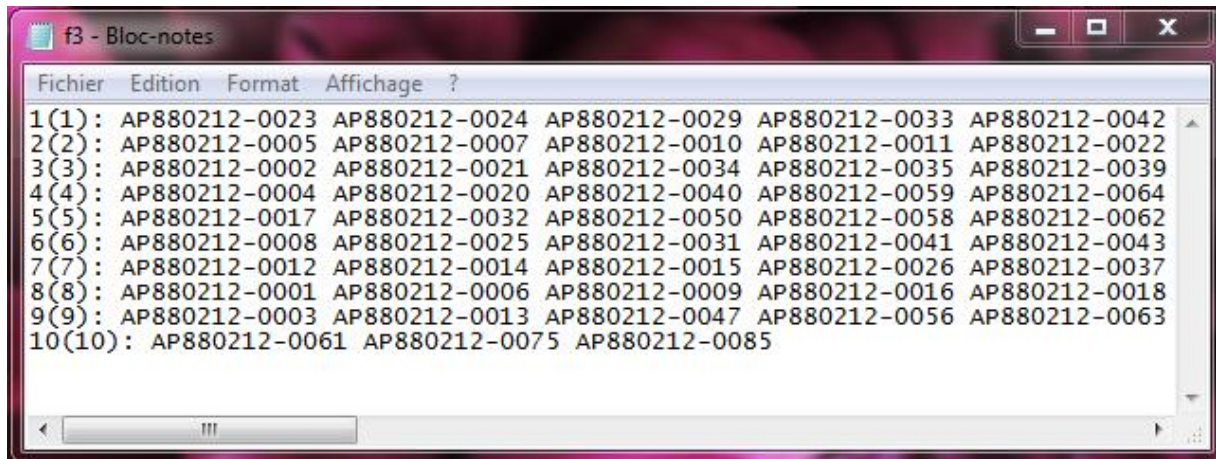 f3 - Bloc-notes
Fichier Edition Format Affichage ?
1(1): AP880212-0023 AP880212-0024 AP880212-0029 AP880212-0033 AP880212-0042
2(2): AP880212-0005 AP880212-0007 AP880212-0010 AP880212-0011 AP880212-0022
3(3): AP880212-0002 AP880212-0021 AP880212-0034 AP880212-0035 AP880212-0039
4(4): AP880212-0004 AP880212-0020 AP880212-0040 AP880212-0059 AP880212-0064
5(5): AP880212-0017 AP880212-0032 AP880212-0050 AP880212-0058 AP880212-0062
6(6): AP880212-0008 AP880212-0025 AP880212-0031 AP880212-0041 AP880212-0043
7(7): AP880212-0012 AP880212-0014 AP880212-0015 AP880212-0026 AP880212-0037
8(8): AP880212-0001 AP880212-0006 AP880212-0009 AP880212-0016 AP880212-0018
9(9): AP880212-0003 AP880212-0013 AP880212-0047 AP880212-0056 AP880212-0063
10(10): AP880212-0061 AP880212-0075 AP880212-0085